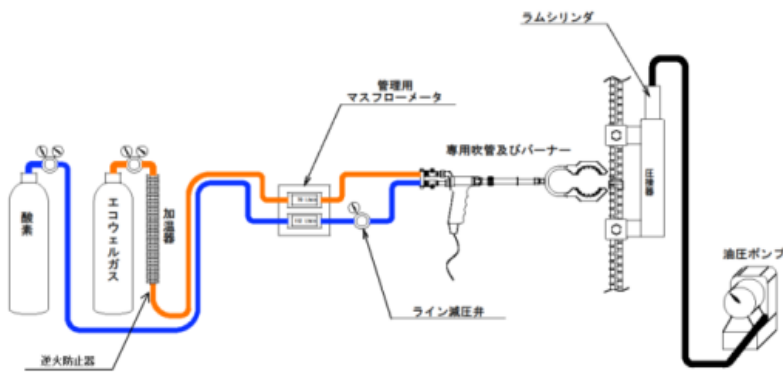 ラムシリンダ
管理用
マスフローメータ
専用吹管及びバーナー
酸素
エコウェルガス
加温器
圧接器
油圧ポンプ
ライン減圧弁
逆火防止器